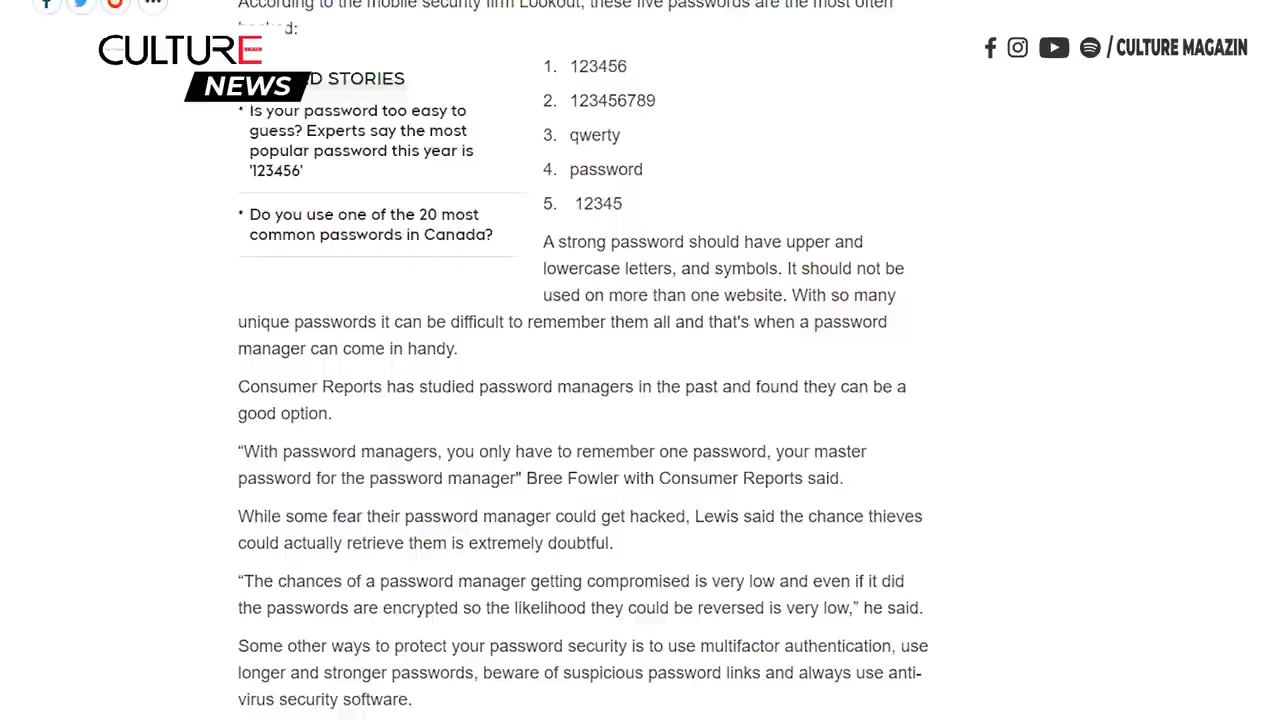 According to the mobile security firm Lookout, these five passwords are the most often
CULTURE
NEWS
/ CULTURE MAGAZIN
D STORIES
• Is your password too easy to
guess? Experts say the most
popular password this year is
'123456'
• Do you use one of the 20 most
common passwords in Canada?
1. 123456
2. 123456789
3. qwerty
4. password
5. 12345
A strong password should have upper and
lowercase letters, and symbols. It should not be
used on more than one website. With so many
unique passwords it can be difficult to remember them all and that's when a password
manager can come in handy.
Consumer Reports has studied password managers in the past and found they can be a
good option.
“With password managers, you only have to remember one password, your master
password for the password manager" Bree Fowler with Consumer Reports said.
While some fear their password manager could get hacked, Lewis said the chance thieves
could actually retrieve them is extremely doubtful.
“The chances of a password manager getting compromised is very low and even if it did
the passwords are encrypted so the likelihood they could be reversed is very low,” he said.
Some other ways to protect your password security is to use multifactor authentication, use
longer and stronger passwords, beware of suspicious password links and always use anti-
virus security software.